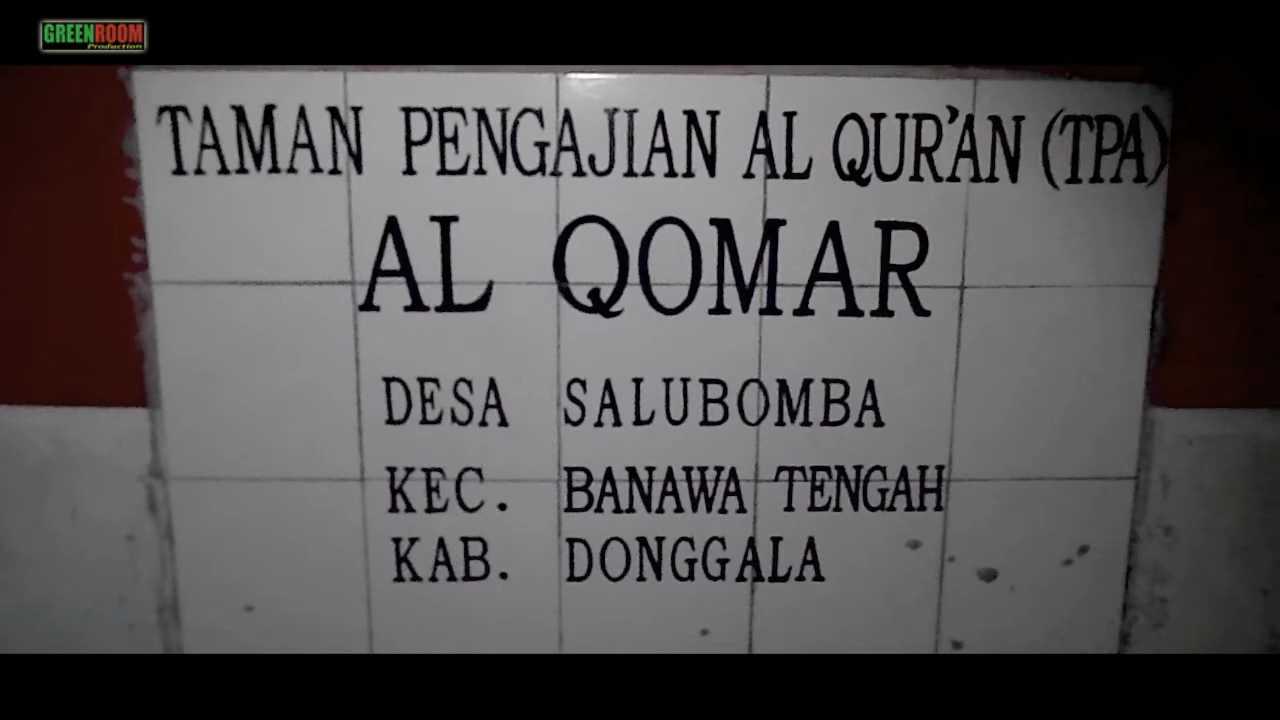 GREENROOM
Production
TAMAN PENGAJIAN AL QUR'AN (TPA)
AL QOMAR
DESA SALUBOMBA
KEC. BANAWA TENGAH
KAB. DONGGALA